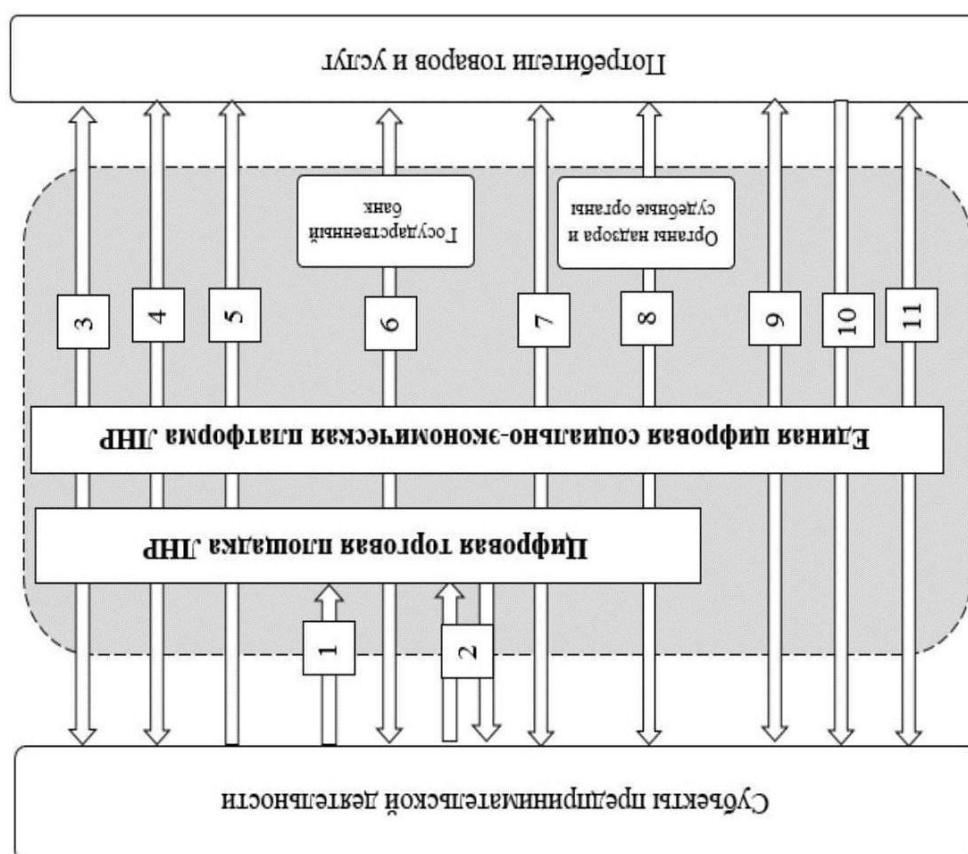 Субъекты предпринимательской деятельности
2
1
Цифровая торговая площадка ЛНР
Единая цифровая социально-экономическая платформа ЛНР
11
10
9
8
7
6
5
4
3
Органы надзора и
судебные органы
Государственный
банк
Потребители товаров и услуг